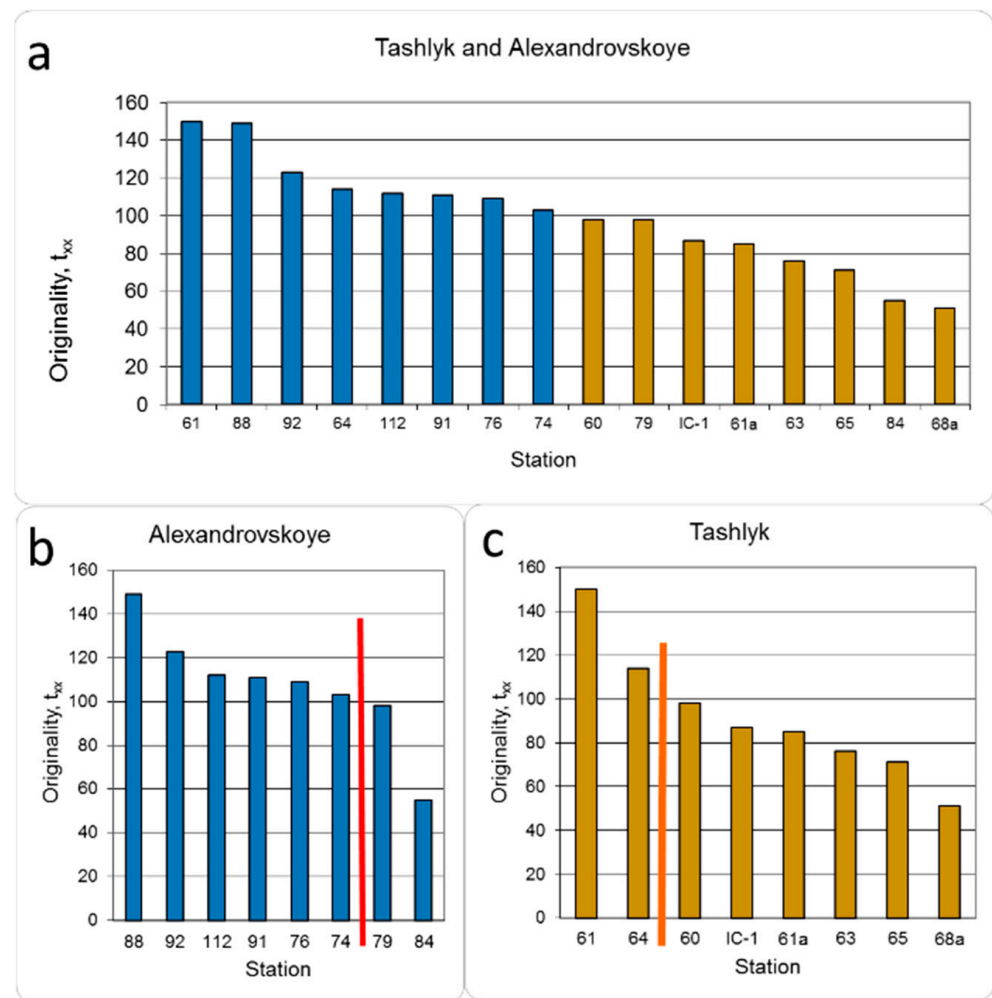 a
Tashlyk and Alexandrovskoye
Originality, txx
160
140
120
100
80
60
40
20
0
61 88 92 64 112 91 76 74 60 79 IC-1 61a 63 65 84 68a
Station
b
Alexandrovskoye
Originality, txx
160
140
120
100
80
60
40
20
0
88 92 112 91 76 74 79 84
Station
c
Tashlyk
Originality, txx
160
140
120
100
80
60
40
20
0
61 64 60 IC-1 61a 63 65 68a
Station